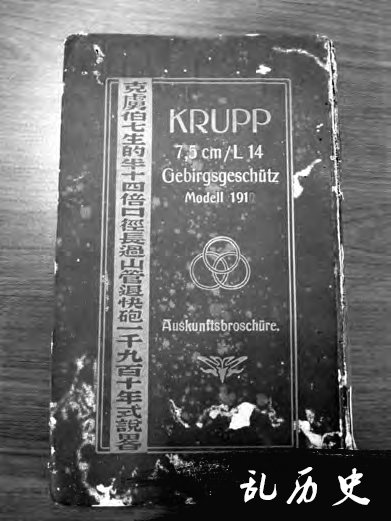 克虜伯七生的半十四倍口徑長過山管退快砲一千九百十年式說畧
KRUPP
7,5 cm/L 14
Gebirgsgeschütz
Modell 1910
Auskunftsbroschüre.
乱历史